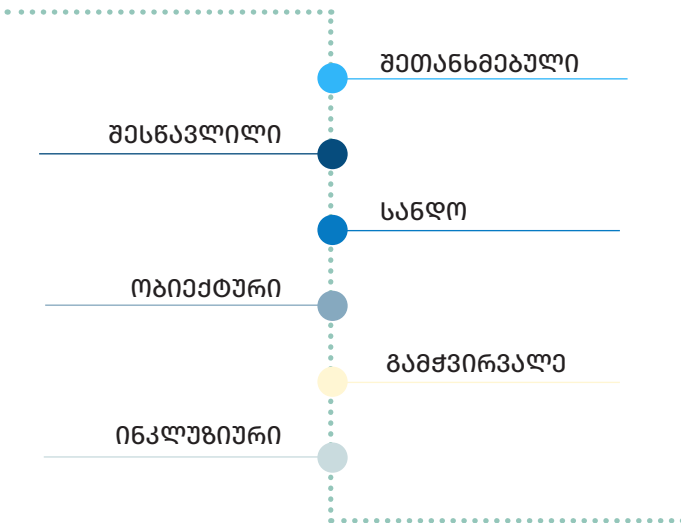 შეთანხმებული
შესწავლილი
სანდო
ობიექტური
გამჭვირვალე
ინკლუზიური